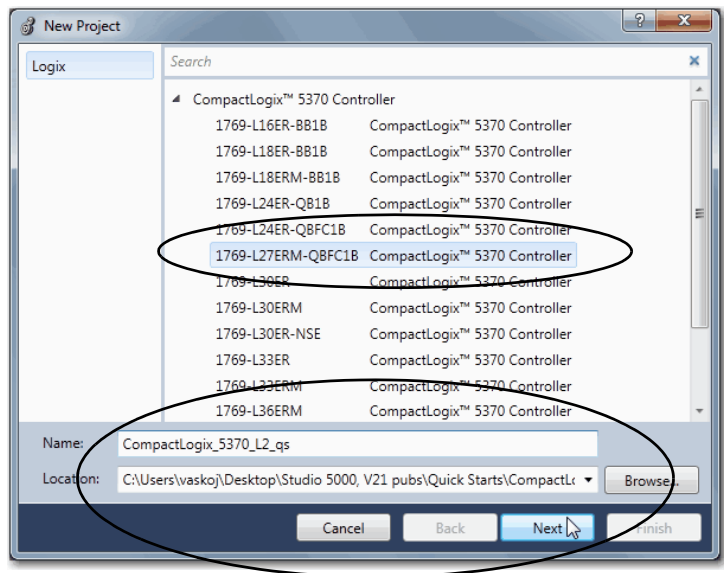 New Project
Logix
Search
CompactLogix™ 5370 Controller
1769-L16ER-BB1B CompactLogix™ 5370 Controller
1769-L18ER-BB1B CompactLogix™ 5370 Controller
1769-L18ERM-BB1B CompactLogix™ 5370 Controller
1769-L24ER-QB1B CompactLogix™ 5370 Controller
1769-L24ER-QBFC1B CompactLogix™ 5370 Controller
1769-L27ERM-QBFC1B CompactLogix™ 5370 Controller
1769-L30ER CompactLogix™ 5370 Controller
1769-L30ERM CompactLogix™ 5370 Controller
1769-L30ER-NSE CompactLogix™ 5370 Controller
1769-L33ER CompactLogix™ 5370 Controller
1769-L33ERM CompactLogix™ 5370 Controller
1769-L36ERM CompactLogix™ 5370 Controller
Name: CompactLogix_5370_L2_qs
Location: C:\Users\vaskoj\Desktop\Studio 5000, V21 pubs\Quick Starts\CompactLc Browse...
Cancel Back Next Finish